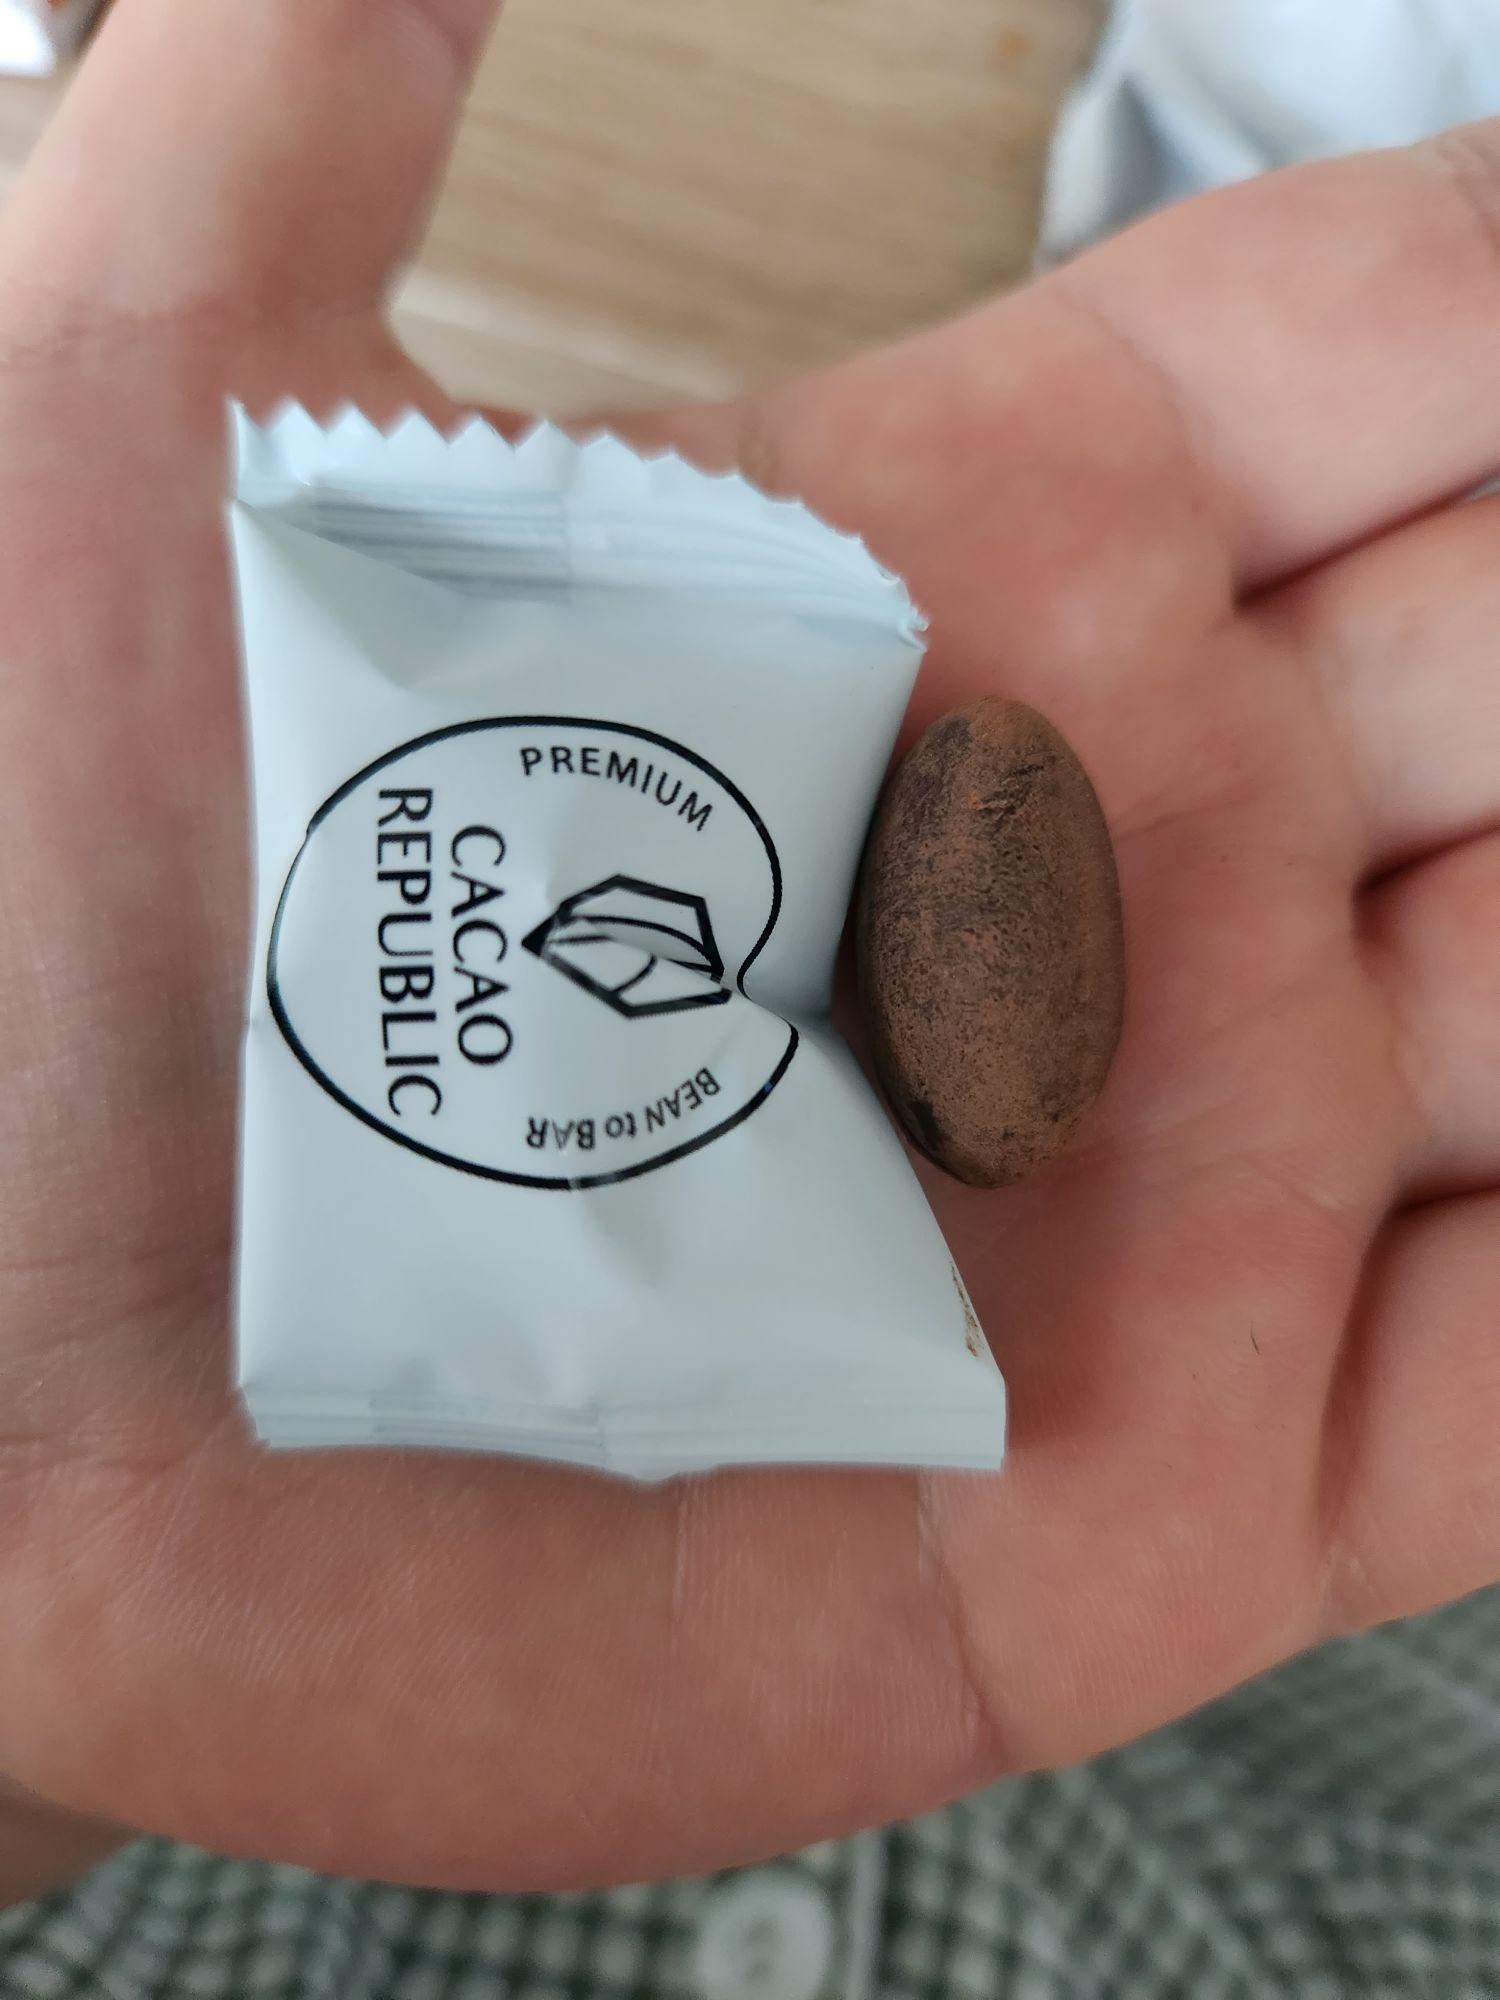 PREMIUM
CACAO
REPUBLIC
BEAN to BAR